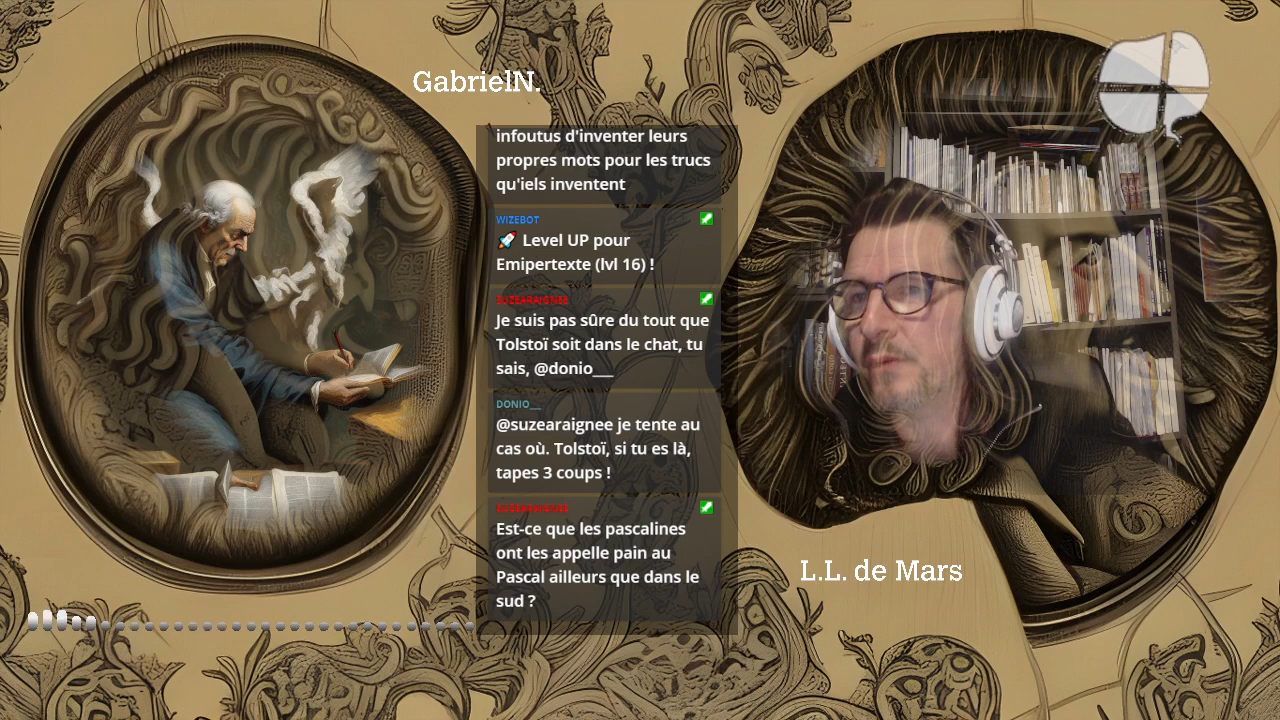 GabrielN.
infoutus d'inventer leurs
propres mots pour les trucs
qu'iels inventent
WIZEBOT
🚀 Level UP pour
Emipertexte (lvl 16) !
SUZEARAIGNEE
Je suis pas sûre du tout que
Tolstoï soit dans le chat, tu
sais, @donio___
DONIO__
@suzearaignee je tente au
cas où. Tolstoï, si tu es là,
tapes 3 coups !
SUZEARAIGNEE
Est-ce que les pascalines
ont les appelle pain au
Pascal ailleurs que dans le
sud ?
L.L. de Mars